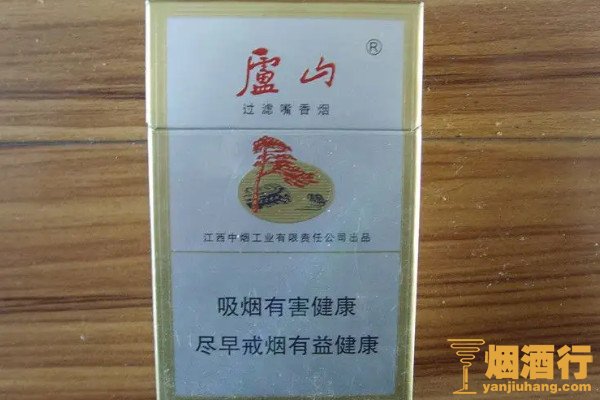 廬山
®
过滤嘴香烟
江西中烟工业有限责任公司出品
吸烟有害健康
尽早戒烟有益健康
烟酒行
yanjiuhang.com